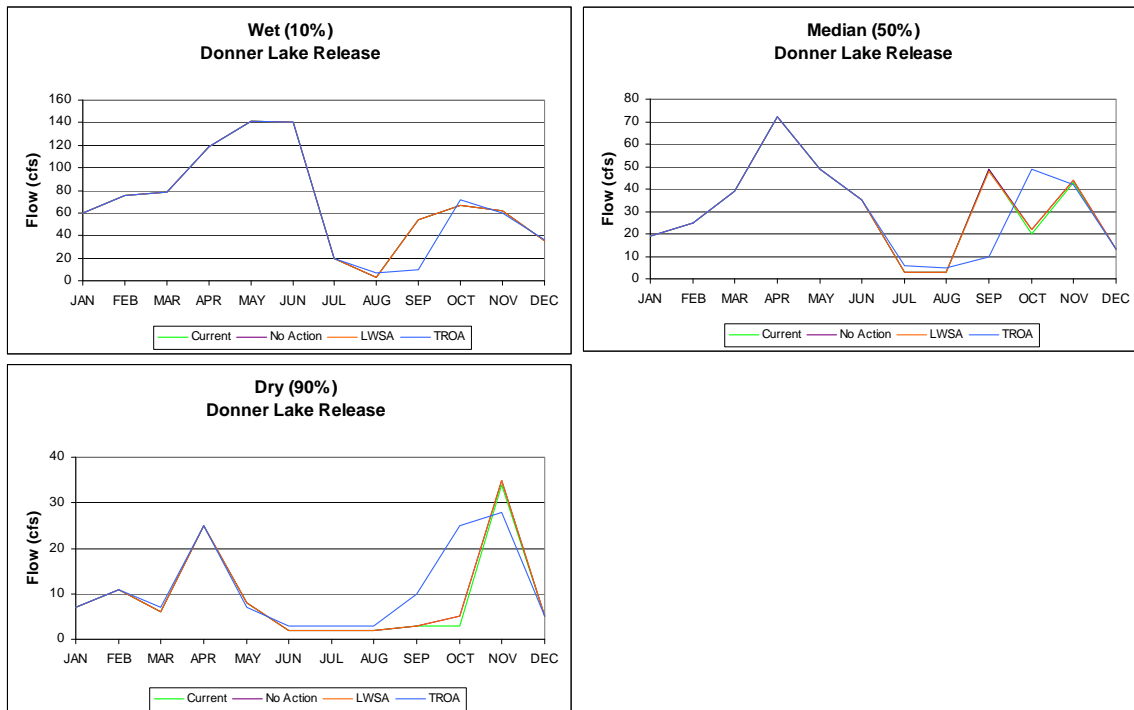 Wet (10%)
Donner Lake Release
Flow (cfs)
160
140
120
100
80
60
40
20
0
JAN FEB MAR APR MAY JUN JUL AUG SEP OCT NOV DEC
Current No Action LWSA TROA
Median (50%)
Donner Lake Release
Flow (cfs)
80
70
60
50
40
30
20
10
0
JAN FEB MAR APR MAY JUN JUL AUG SEP OCT NOV DEC
Current No Action LWSA TROA
Dry (90%)
Donner Lake Release
Flow (cfs)
40
30
20
10
0
JAN FEB MAR APR MAY JUN JUL AUG SEP OCT NOV DEC
Current No Action LWSA TROA